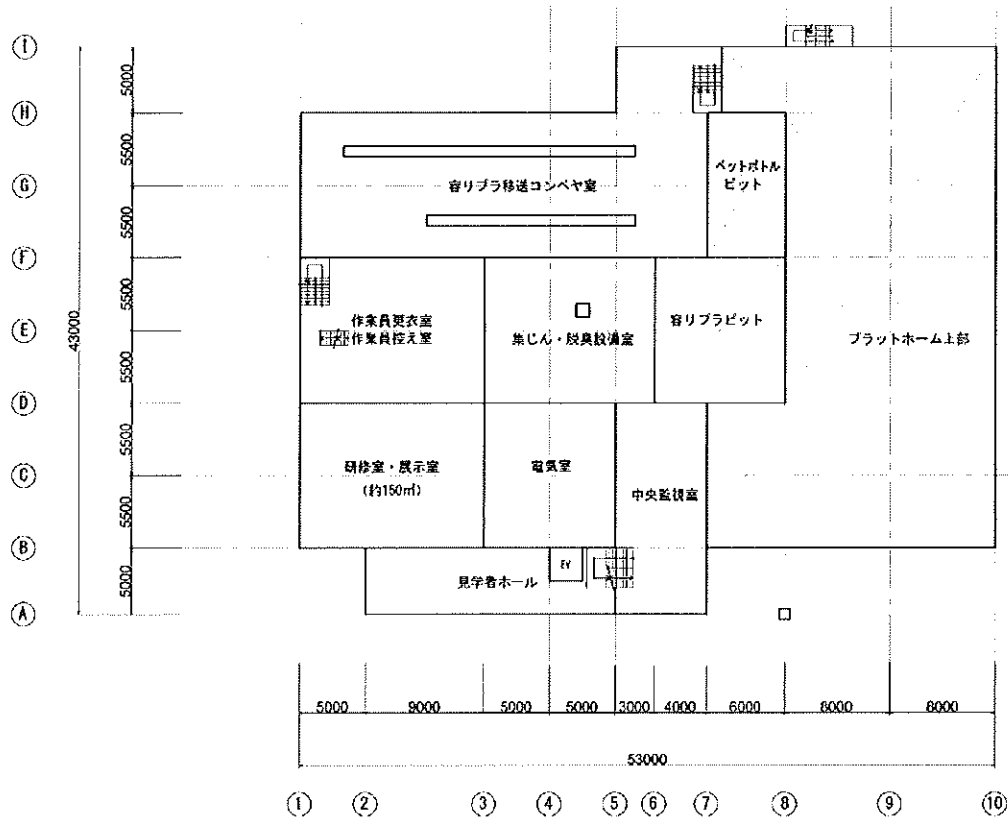 I
H
G
F
E
D
C
B
A
5000
5500
5500
5500
5500
5500
5500
5000
43000
容リプラ移送コンベヤ室
ペットボトル
ピット
作業員更衣室
作業員控え室
集じん・脱臭設備室
容リプラピット
プラットホーム上部
研修室・展示室
(約150㎡)
電気室
中央監視室
見学者ホール
EV
5000
9000
5000
5000
3000
4000
6000
8000
8000
53000
1
2
3
4
5
6
7
8
9
10